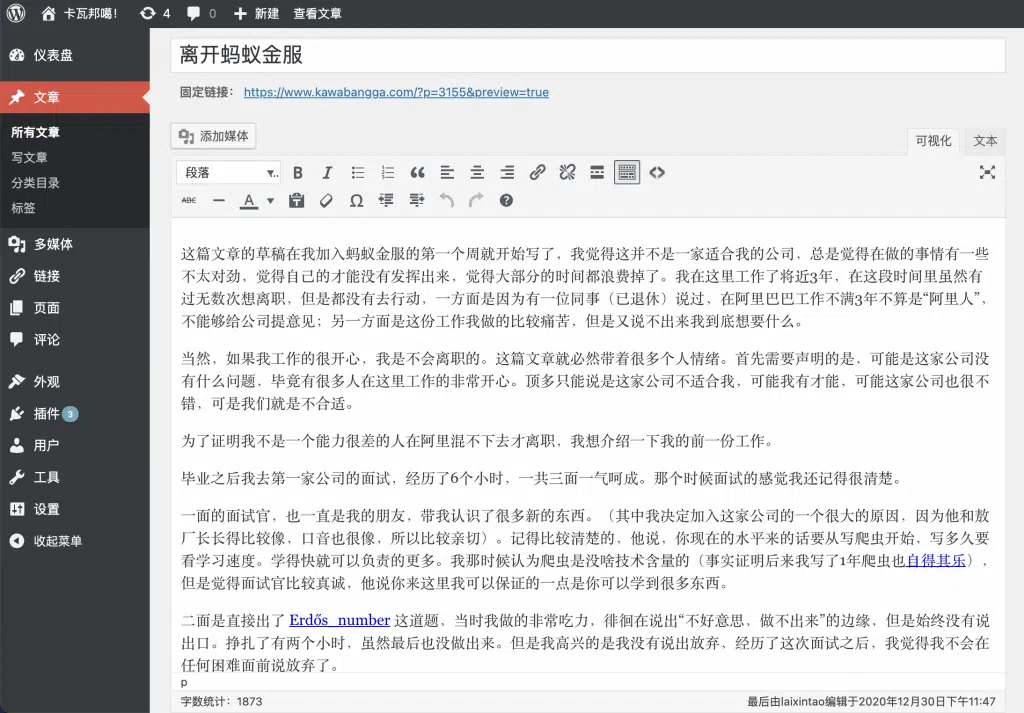 卡瓦邦噶！ 4 0 新建 查看文章
仪表盘
文章
所有文章
写文章
分类目录
标签
多媒体
链接
页面
评论
外观
插件 3
用户
工具
设置
收起菜单
离开蚂蚁金服
固定链接： https://www.kawabangga.com/?p=3155&preview=true
添加媒体
可视化 文本
段落
B I
ABC A Ω
这篇文章的草稿在我加入蚂蚁金服的第一个周就开始写了，我觉得这并不是一家适合我的公司，总是觉得在做的事情有一些
不太对劲，觉得自己的才能没有发挥出来，觉得大部分的时间都浪费掉了。我在这里工作了将近3年，在这段时间里虽然有
过无数次想离职，但是都没有去行动，一方面是因为有一位同事（已退休）说过，在阿里巴巴工作不满3年不算是“阿里人”，
不能够给公司提意见；另一方面是这份工作我做的比较痛苦，但是又说不出来我到底想要什么。
当然，如果我工作的很开心，我是不会离职的。这篇文章就必然带着很多个人情绪。首先需要声明的是，可能是这家公司没
有什么问题，毕竟有很多人在这里工作的非常开心。顶多只能说是这家公司不适合我，可能我有才能，可能这家公司也很不
错，可是我们就是不合适。
为了证明我不是一个能力很差的人在阿里混不下去才离职，我想介绍一下我的前一份工作。
毕业之后我去第一家公司的面试，经历了6个小时，一共三面一气呵成。那个时候面试的感觉我还记得很清楚。
一面的面试官，也一直是我的朋友，带我认识了很多新的东西。（其中我决定加入这家公司的一个很大的原因，因为他和敖
厂长长得比较像，口音也很像，所以比较亲切）。记得比较清楚的，他说，你现在的水平来的话要从写爬虫开始，写多久要
看学习速度。学得快就可以负责的更多。我那时候认为爬虫是没啥技术含量的（事实证明后来我写了1年爬虫也自得其乐），
但是觉得面试官比较真诚，他说你来这里我可以保证的一点是你可以学到很多东西。
二面是直接出了 Erdős_number 这道题，当时我做的非常吃力，徘徊在说出“不好意思，做不出来”的边缘，但是始终没有说
出口。挣扎了有两个小时，虽然最后也没做出来。但是我高兴的是我没有说出放弃，经历了这次面试之后，我觉得我不会在
任何困难面前说放弃了。
p
字数统计：1873 最后由laixintao编辑于2020年12月30日下午11:47